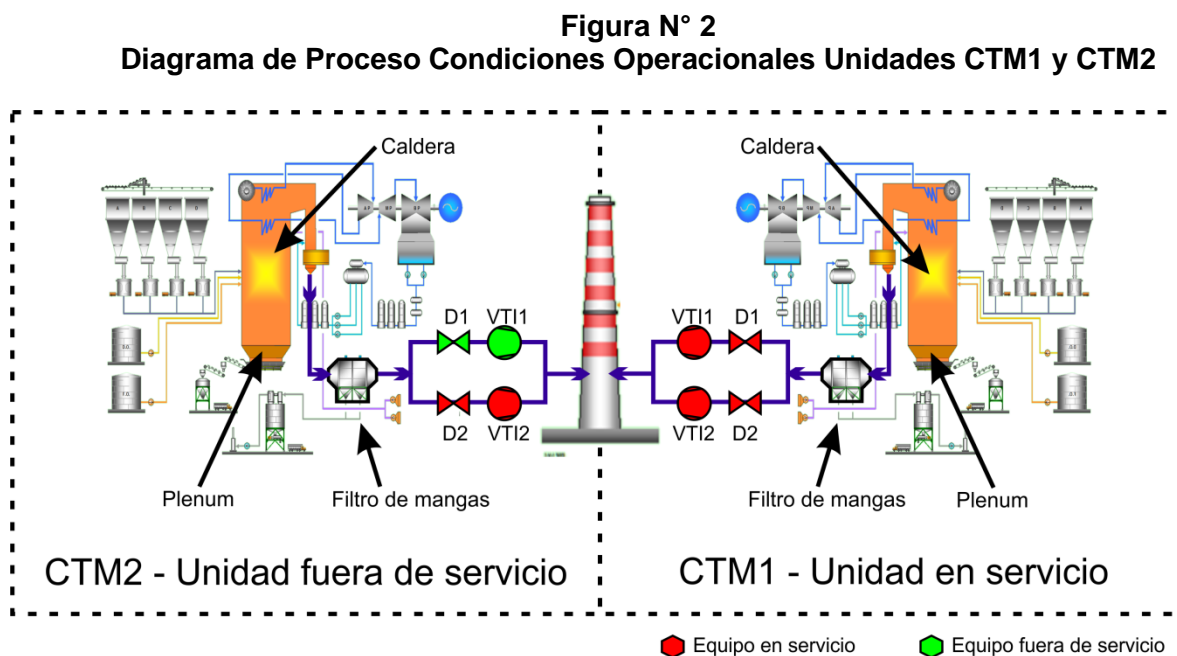 Figura N° 2
Diagrama de Proceso Condiciones Operacionales Unidades CTM1 y CTM2
Caldera
Caldera
A B C D
D1 VTI1
VTI1 D1
D2 VTI2
VTI2 D2
Plenum
Filtro de mangas
Filtro de mangas
Plenum
CTM2 - Unidad fuera de servicio
CTM1 - Unidad en servicio
Equipo en servicio
Equipo fuera de servicio